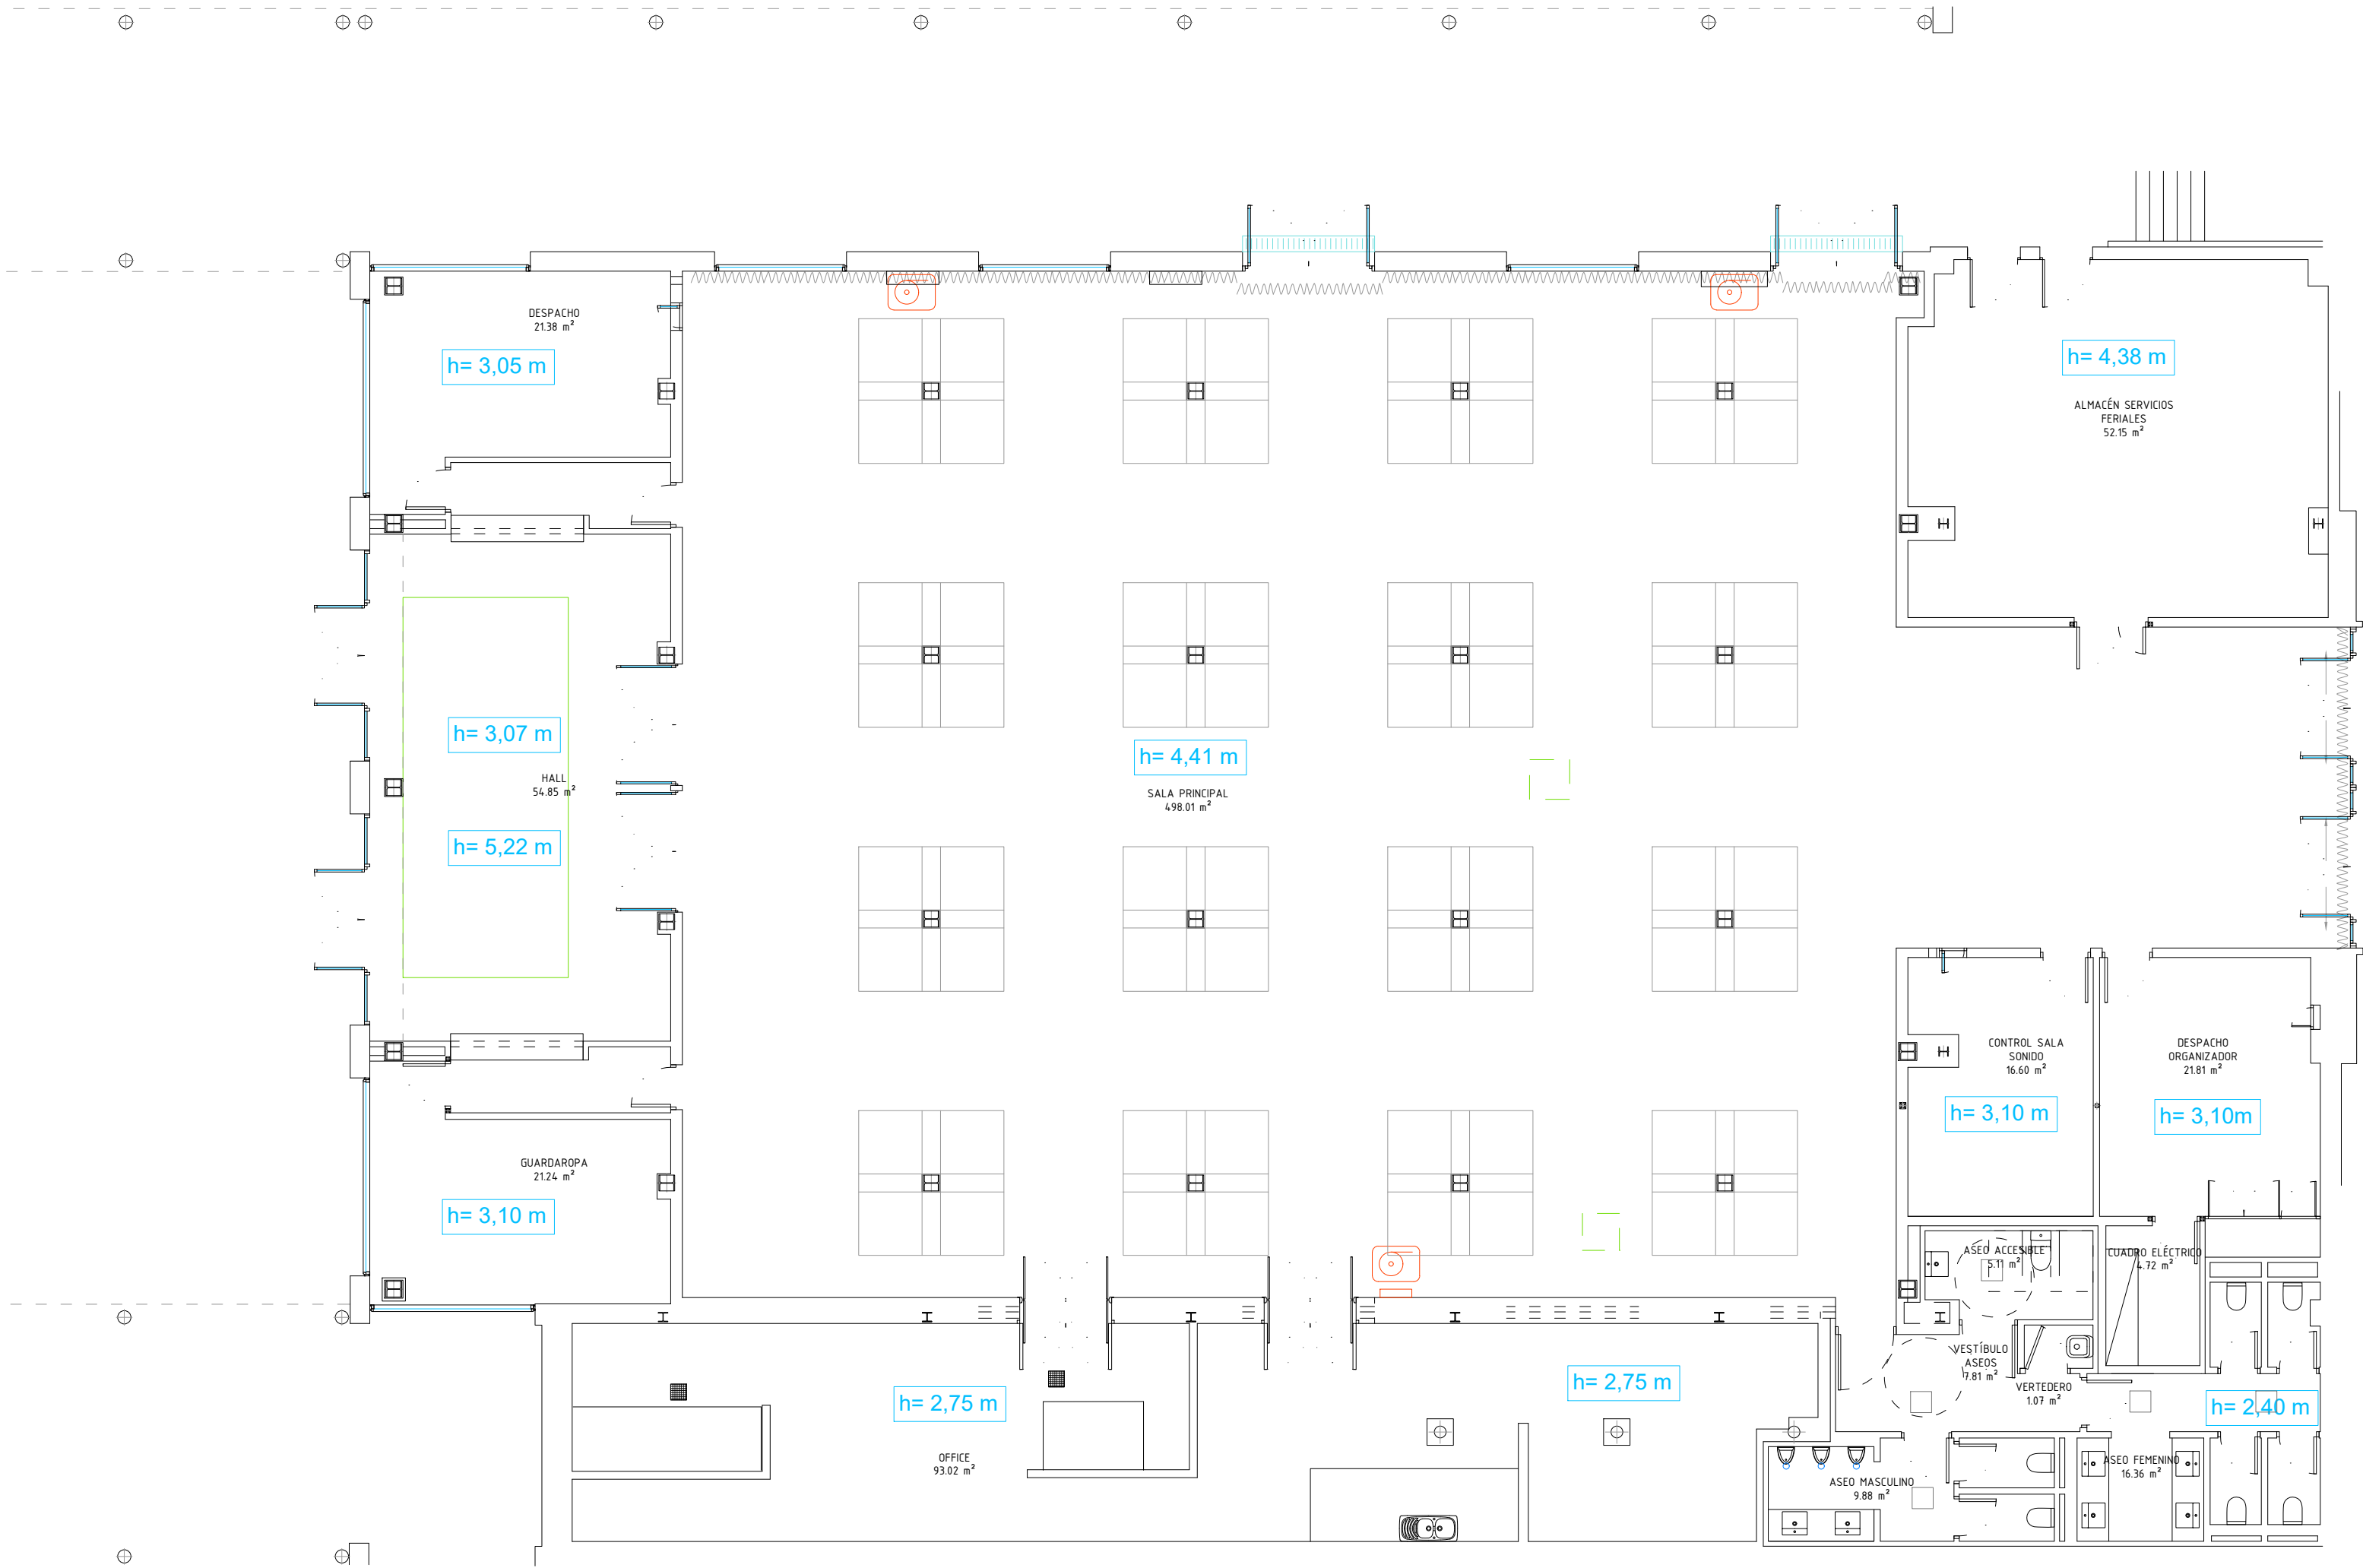 DESPACHO
21.38 m²
h= 3,05 m
h= 4,38 m
ALMACÉN SERVICIOS
FERIALES
52.15 m²
h= 3,07 m
HALL
54.85 m²
h= 5,22 m
h= 4,41 m
SALA PRINCIPAL
498.01 m²
CONTROL SALA
SONIDO
16.60 m²
h= 3,10 m
DESPACHO
ORGANIZADOR
21.81 m²
h= 3,10m
GUARDAROPA
21.24 m²
h= 3,10 m
ASEO ACCESIBLE
5.11 m²
CUADRO ELÉCTRICO
4.72 m²
VESTÍBULO
ASEOS
7.81 m²
VERTEDERO
1.07 m²
h= 2,40 m
h= 2,75 m
h= 2,75 m
OFFICE
93.02 m²
ASEO MASCULINO
9.88 m²
ASEO FEMENINO
16.36 m²